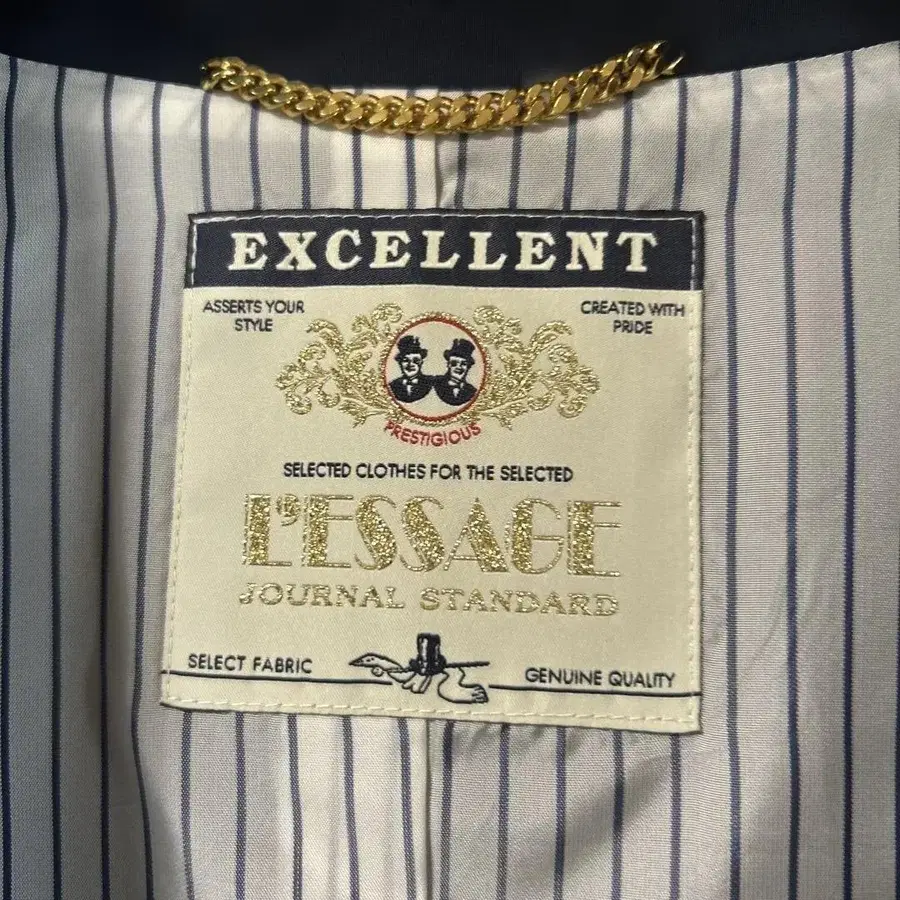 EXCELLENT
ASSERTS YOUR
STYLE
CREATED WITH
PRIDE
PRESTIGIOUS
SELECTED CLOTHES FOR THE SELECTED
L'ESSAGE
JOURNAL STANDARD
SELECT FABRIC
GENUINE QUALITY